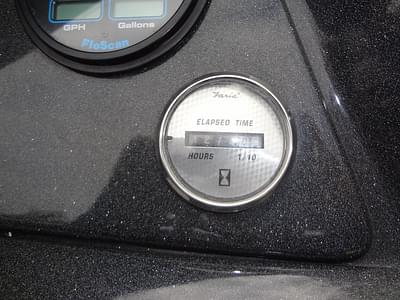 GPH Gallons
FloScan
Faria
ELAPSED TIME
HOURS 1/10